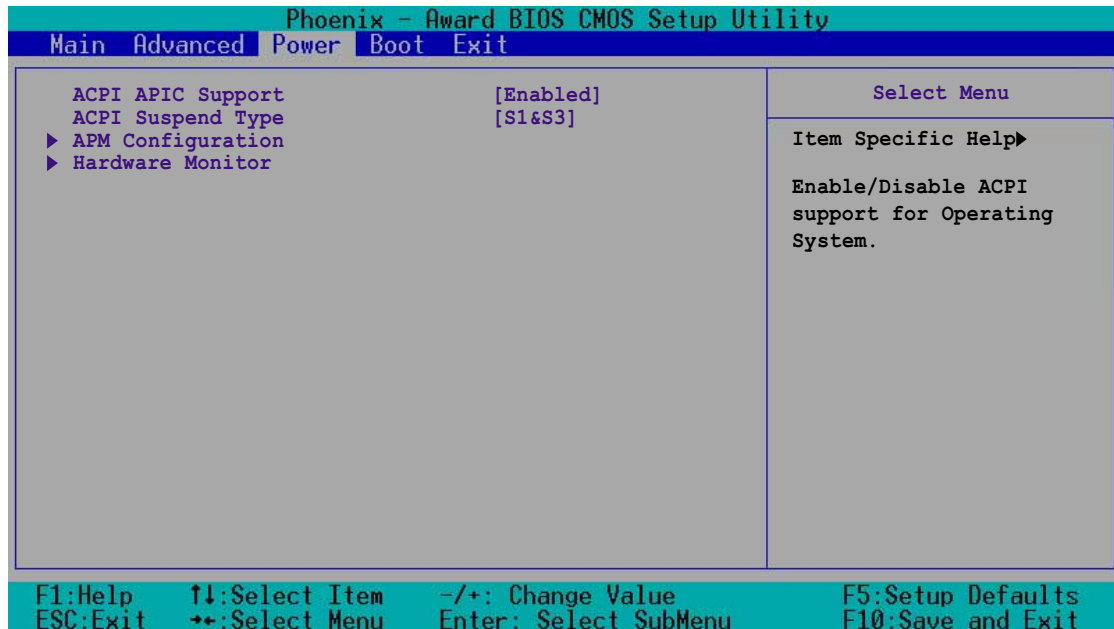 Phoenix - Award BIOS CMOS Setup Utility
Main Advanced Power Boot Exit
ACPI APIC Support [Enabled]
ACPI Suspend Type [S1&S3]
▶ APM Configuration
▶ Hardware Monitor
Select Menu
Item Specific Help▶
Enable/Disable ACPI
support for Operating
System.
F1:Help ↑↓:Select Item -/+: Change Value F5:Setup Defaults
ESC:Exit →←:Select Menu Enter: Select SubMenu F10:Save and Exit